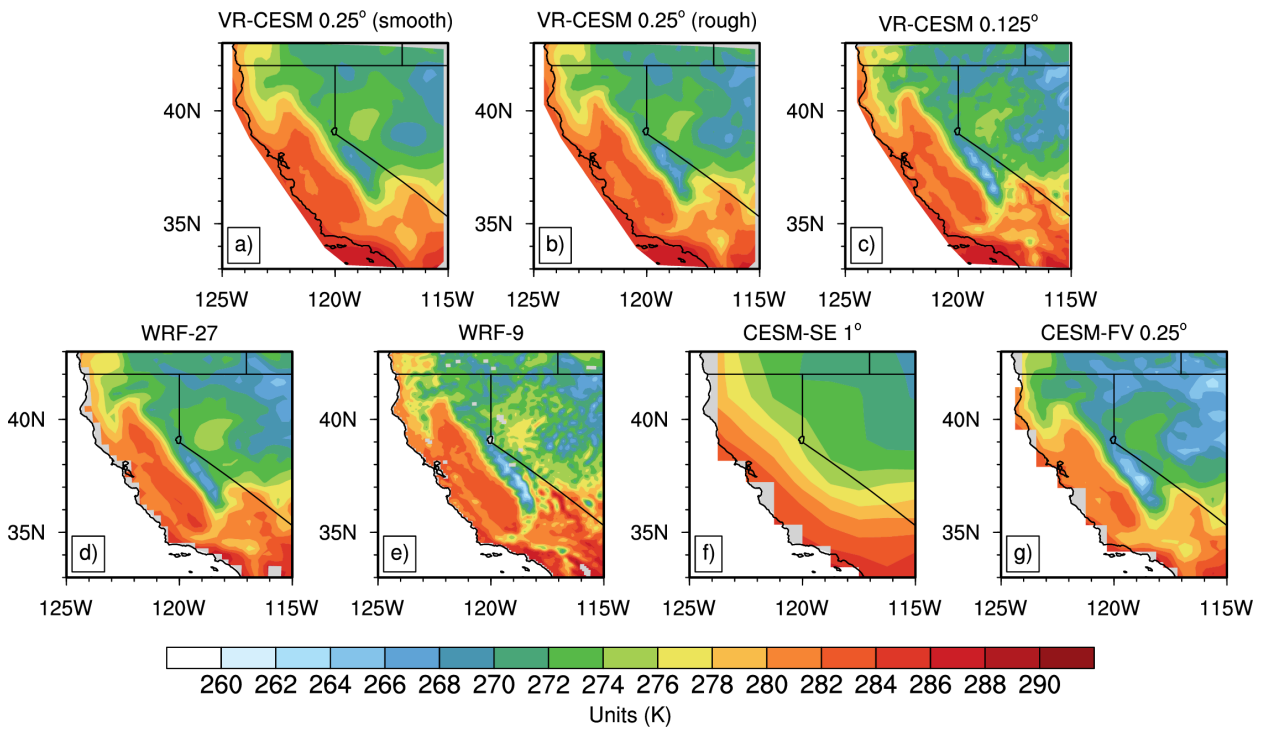 VR-CESM 0.25° (smooth) VR-CESM 0.25° (rough) VR-CESM 0.125°
40N 40N 40N
35N 35N 35N
a) b) c)
125W 120W 115W 125W 120W 115W 125W 120W 115W
WRF-27 WRF-9 CESM-SE 1° CESM-FV 0.25°
40N 40N 40N 40N
35N 35N 35N 35N
d) e) f) g)
125W 120W 115W 125W 120W 115W 125W 120W 115W 125W 120W 115W
260 262 264 266 268 270 272 274 276 278 280 282 284 286 288 290
Units (K)